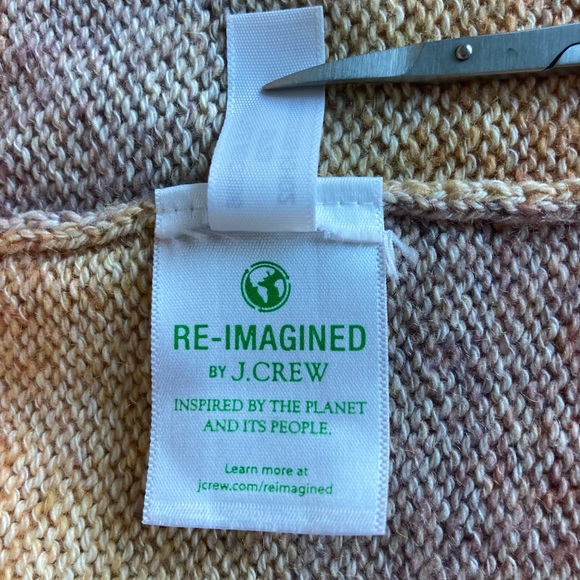 RE-IMAGINED
BY J.CREW
INSPIRED BY THE PLANET
AND ITS PEOPLE.
Learn more at
jcrew.com/reimagined